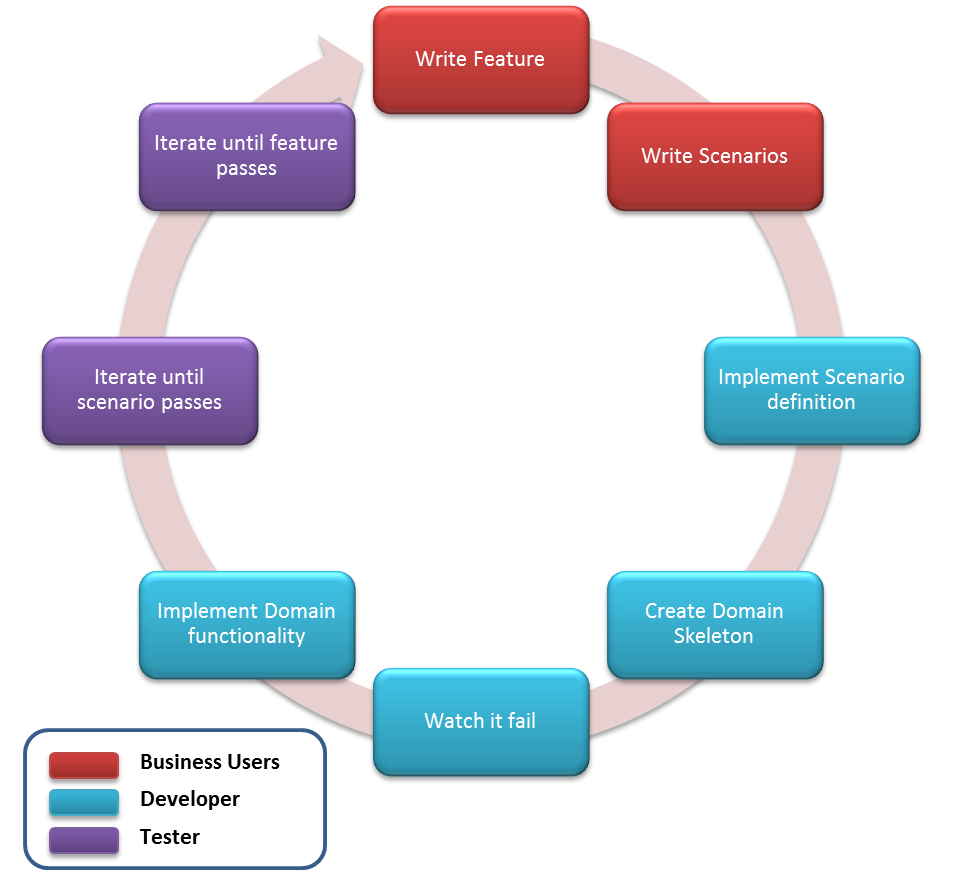 Write Feature
Write Scenarios
Implement Scenario
definition
Create Domain
Skeleton
Watch it fail
Implement Domain
functionality
Iterate until
scenario passes
Iterate until feature
passes
Business Users
Developer
Tester